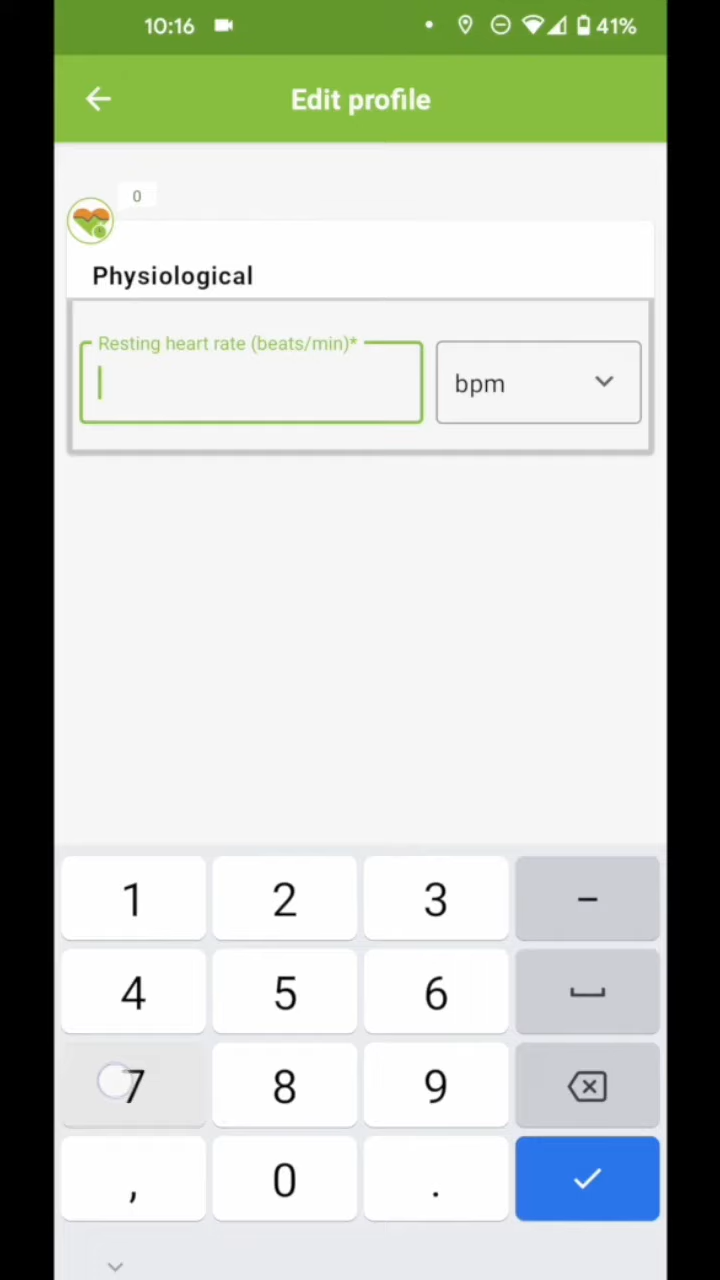 10:16 41%
Edit profile
0
Physiological
Resting heart rate (beats/min)*
bpm
1 2 3 –
4 5 6
7 8 9
, 0 .